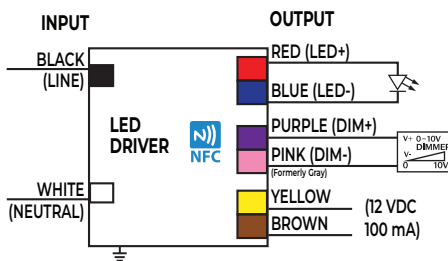 INPUT
OUTPUT
BLACK
(LINE)
RED (LED+)
BLUE (LED-)
LED
DRIVER
N
NFC
PURPLE (DIM+)
PINK (DIM-)
(Formerly Gray)
V+ 0-10V
DIMMER
V-
0 10V
WHITE
(NEUTRAL)
YELLOW
BROWN
(12 VDC
100 mA)